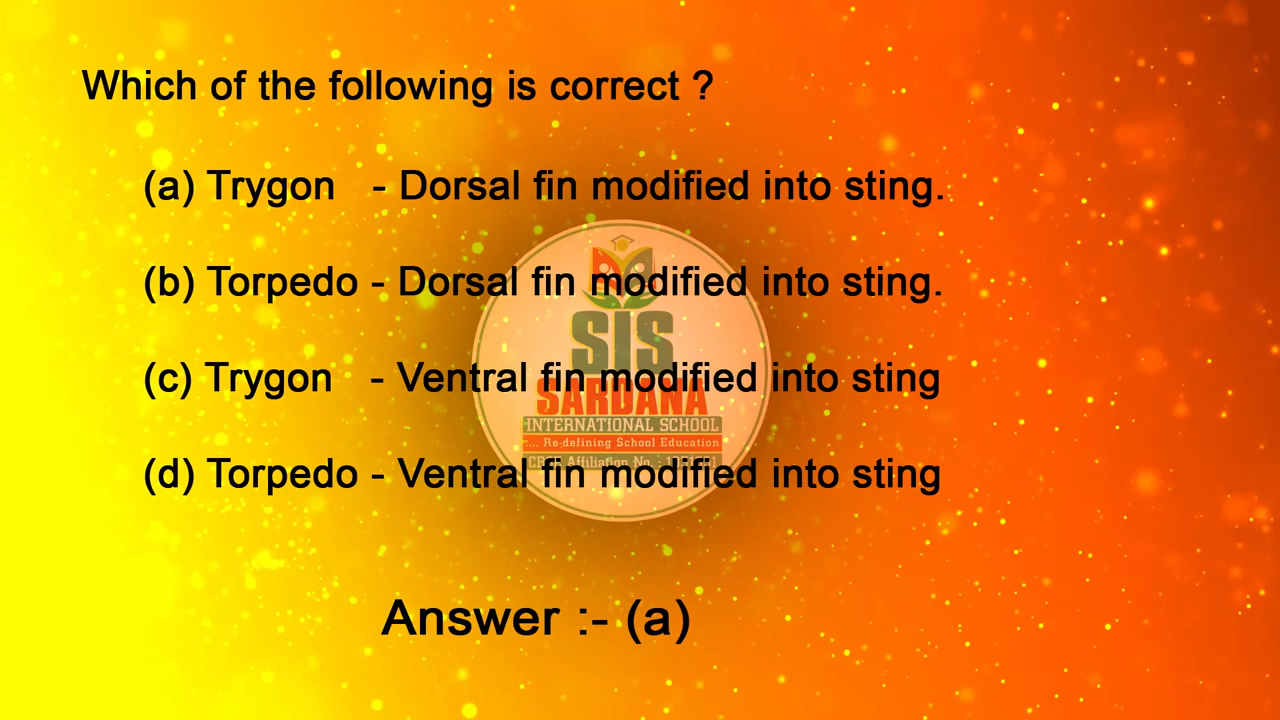 Which of the following is correct ?
(a) Trygon - Dorsal fin modified into sting.
(b) Torpedo - Dorsal fin modified into sting.
SIS
(c) Trygon - Ventral fin modified into sting
SARDANA
INTERNATIONAL SCHOOL
.... Re-defining School Education
Affiliation No. :
(d) Torpedo - Ventral fin modified into sting
Answer :- (a)